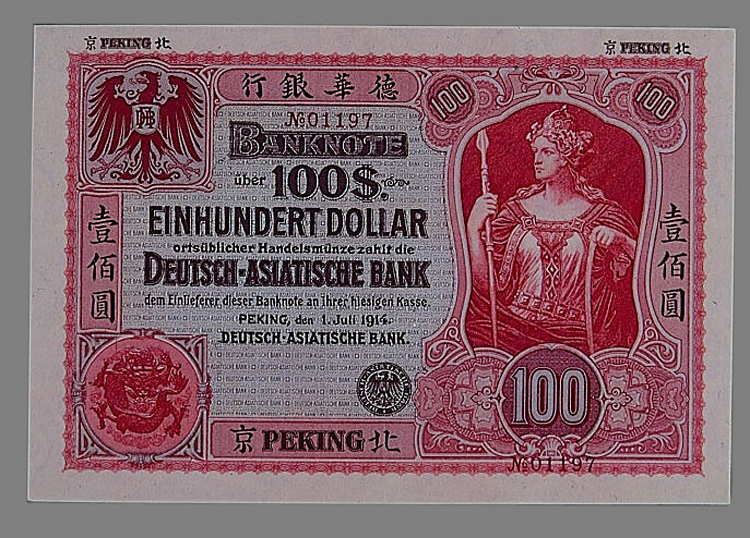 京 PEKING 北
京 PEKING 北
行銀華德
100
100
№01197
BANKNOTE
über 100$.
EINHUNDERT DOLLAR
ortsüblicher Handelsmünze zahlt die
DEUTSCH-ASIATISCHE BANK
dem Einlieferer dieser Banknote an ihrer hiesigen Kasse.
PEKING, den 1. Juli 1914.
DEUTSCH-ASIATISCHE BANK.
壹佰圓
壹佰圓
100
京 PEKING 北
№01197